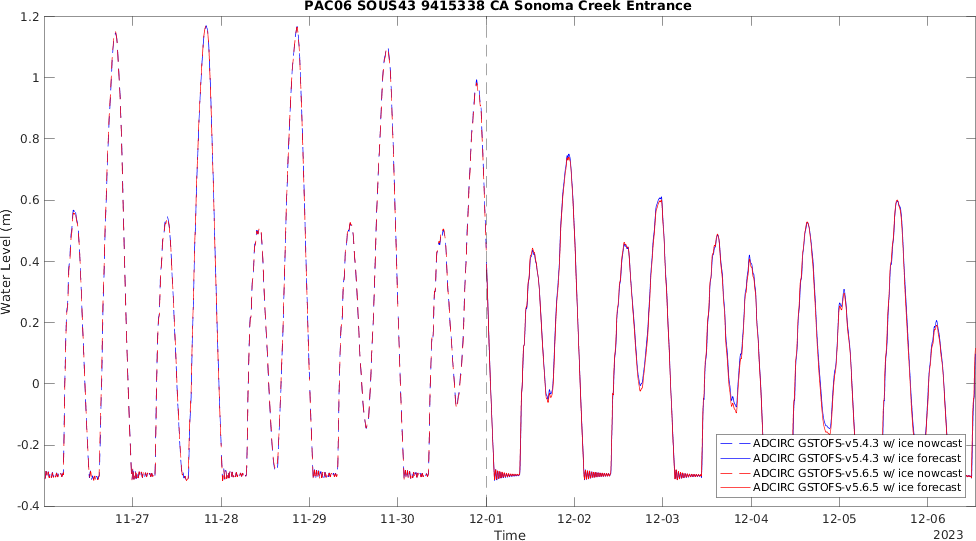 PAC06 SOUS43 9415338 CA Sonoma Creek Entrance
1.2
1
0.8
0.6
0.4
0.2
0
-0.2
-0.4
Water Level (m)
ADCIRC GSTOFS-v5.4.3 w/ ice nowcast
ADCIRC GSTOFS-v5.4.3 w/ ice forecast
ADCIRC GSTOFS-v5.6.5 w/ ice nowcast
ADCIRC GSTOFS-v5.6.5 w/ ice forecast
11-27 11-28 11-29 11-30 12-01 12-02 12-03 12-04 12-05 12-06
Time
2023